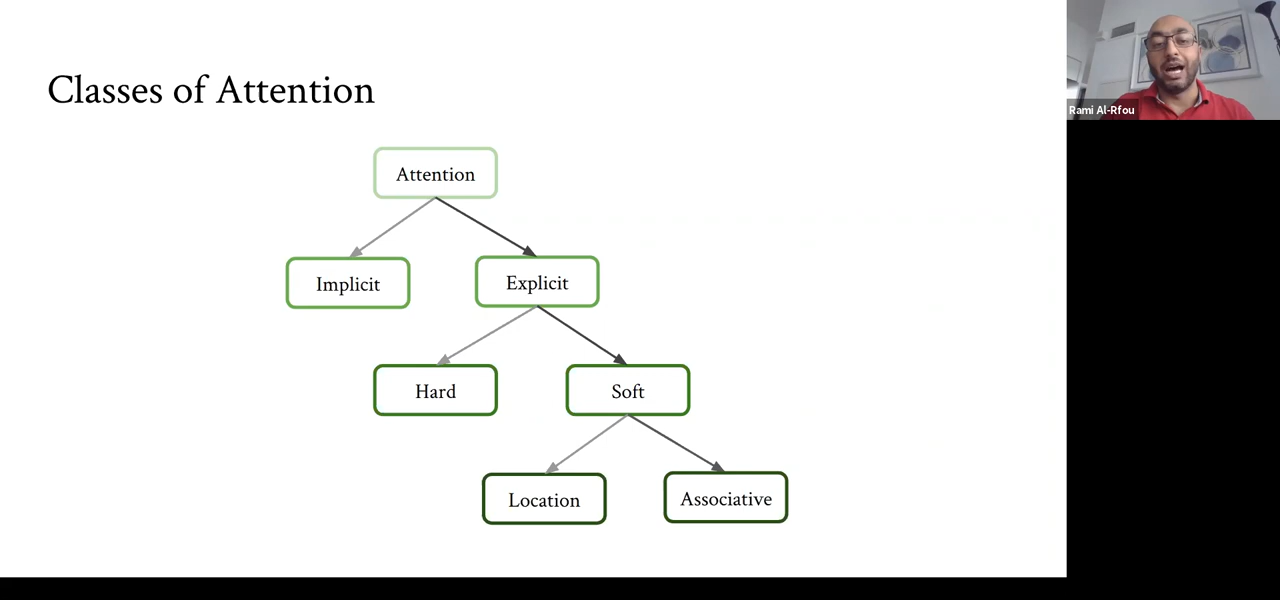 Classes of Attention
Attention
Implicit
Explicit
Hard
Soft
Location
Associative
Rami Al-Rfou